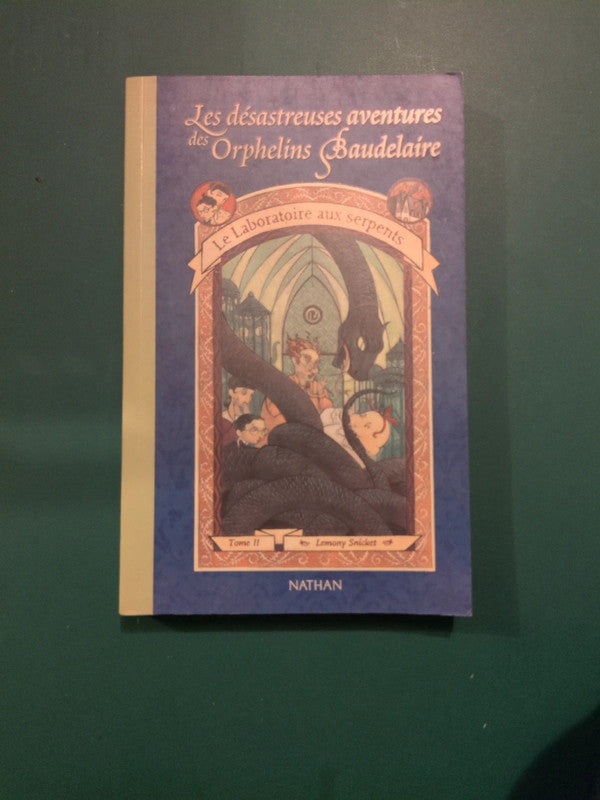 Les désastreuses aventures
des Orphelins Baudelaire
Le Laboratoire aux serpents
Tome II
Lemony Snicket
NATHAN